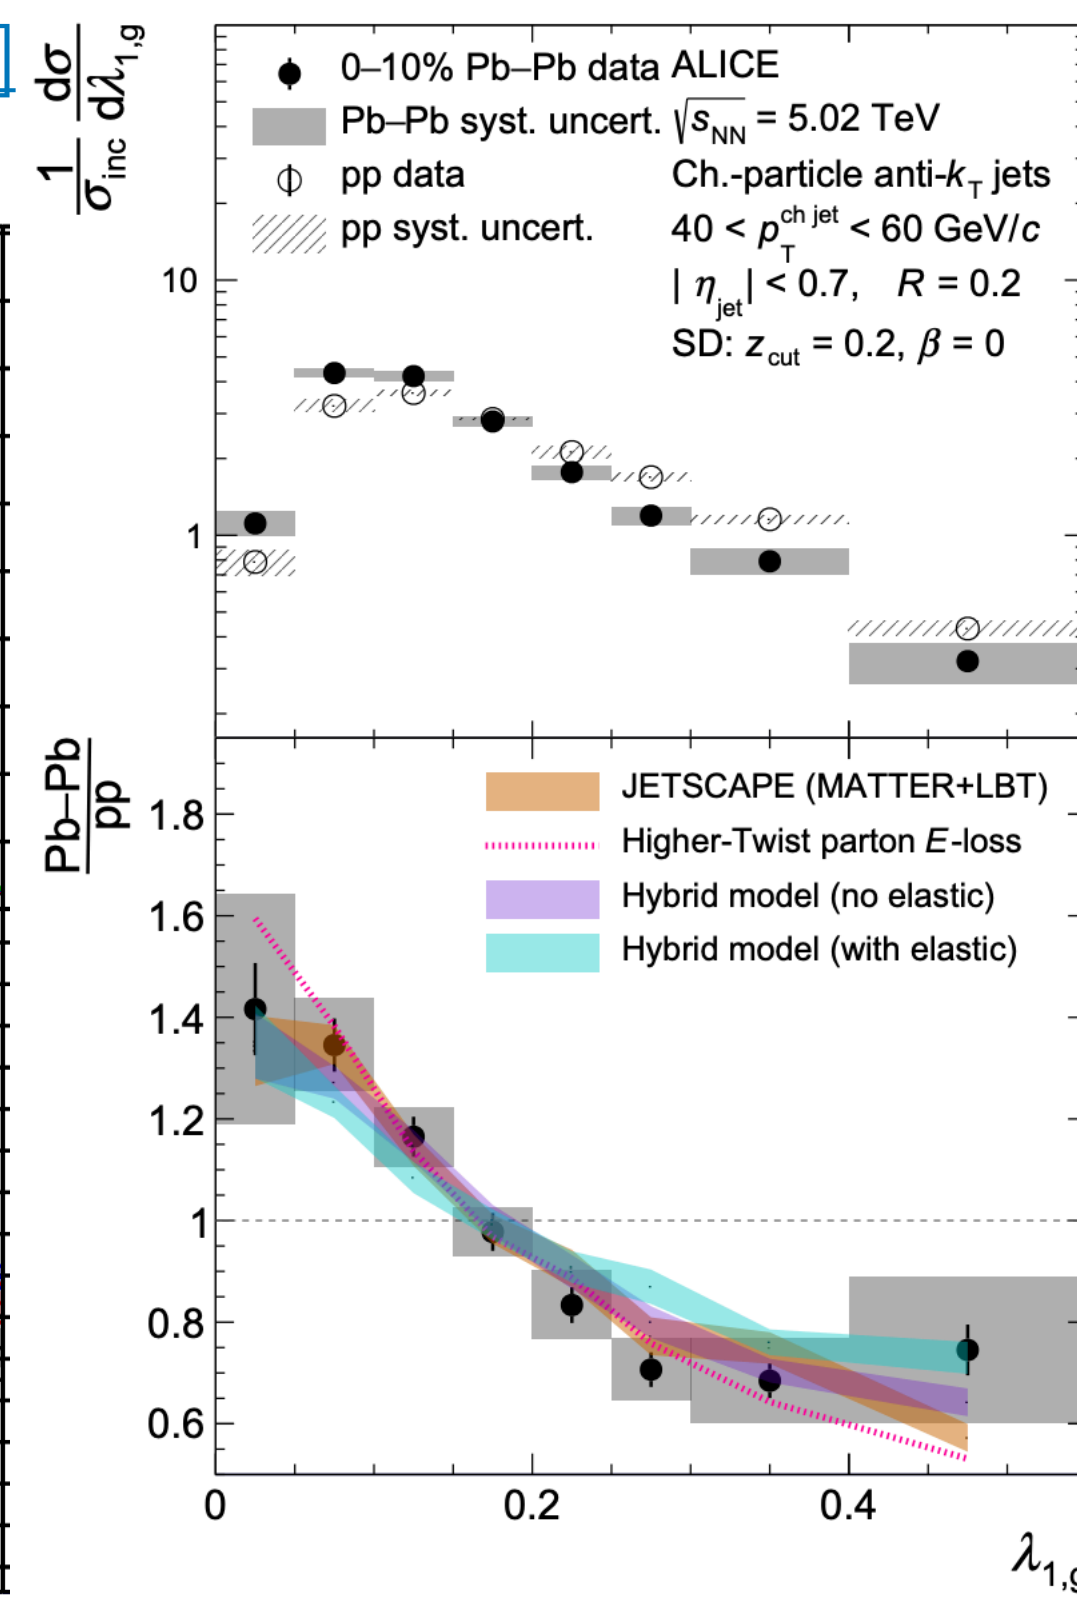 1/σ_inc dσ/dλ_1,g
0–10% Pb–Pb data
ALICE
Pb–Pb syst. uncert.
√s_NN = 5.02 TeV
pp data
Ch.-particle anti-k_T jets
pp syst. uncert.
40 < p_T^ch jet < 60 GeV/c
| η_jet | < 0.7, R = 0.2
SD: z_cut = 0.2, β = 0
10
1
Pb–Pb/pp
JETSCAPE (MATTER+LBT)
Higher-Twist parton E-loss
Hybrid model (no elastic)
Hybrid model (with elastic)
1.8
1.6
1.4
1.2
1
0.8
0.6
0 0.2 0.4
λ_1,g